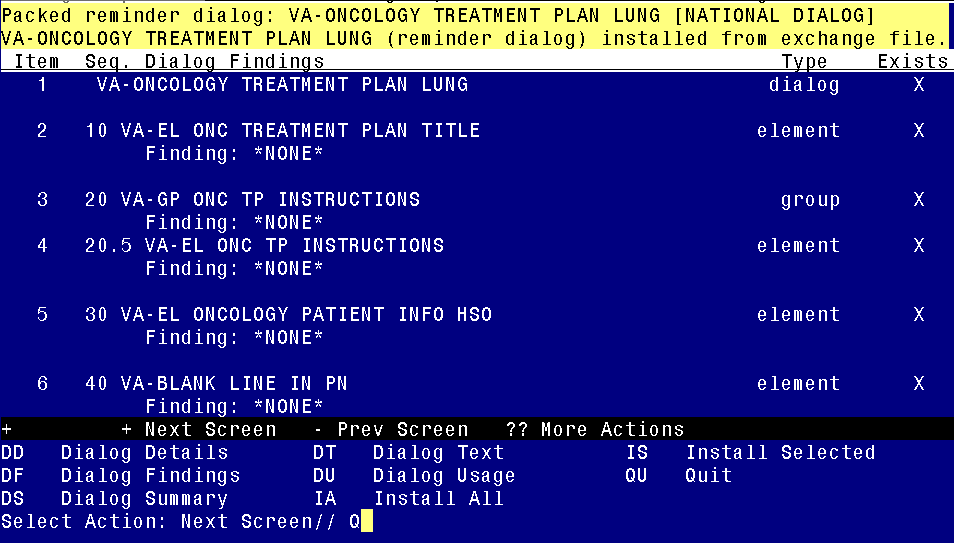 Packed reminder dialog: VA-ONCOLOGY TREATMENT PLAN LUNG [NATIONAL DIALOG]
VA-ONCOLOGY TREATMENT PLAN LUNG (reminder dialog) installed from exchange file.
Item Seq. Dialog Findings Type Exists
1 VA-ONCOLOGY TREATMENT PLAN LUNG dialog X
2 10 VA-EL ONC TREATMENT PLAN TITLE element X
Finding: *NONE*
3 20 VA-GP ONC TP INSTRUCTIONS group X
Finding: *NONE*
4 20.5 VA-EL ONC TP INSTRUCTIONS element X
Finding: *NONE*
5 30 VA-EL ONCOLOGY PATIENT INFO HSO element X
Finding: *NONE*
6 40 VA-BLANK LINE IN PN element X
Finding: *NONE*
+ + Next Screen - Prev Screen ?? More Actions
DD Dialog Details DT Dialog Text IS Install Selected
DF Dialog Findings DU Dialog Usage QU Quit
DS Dialog Summary IA Install All
Select Action: Next Screen// Q